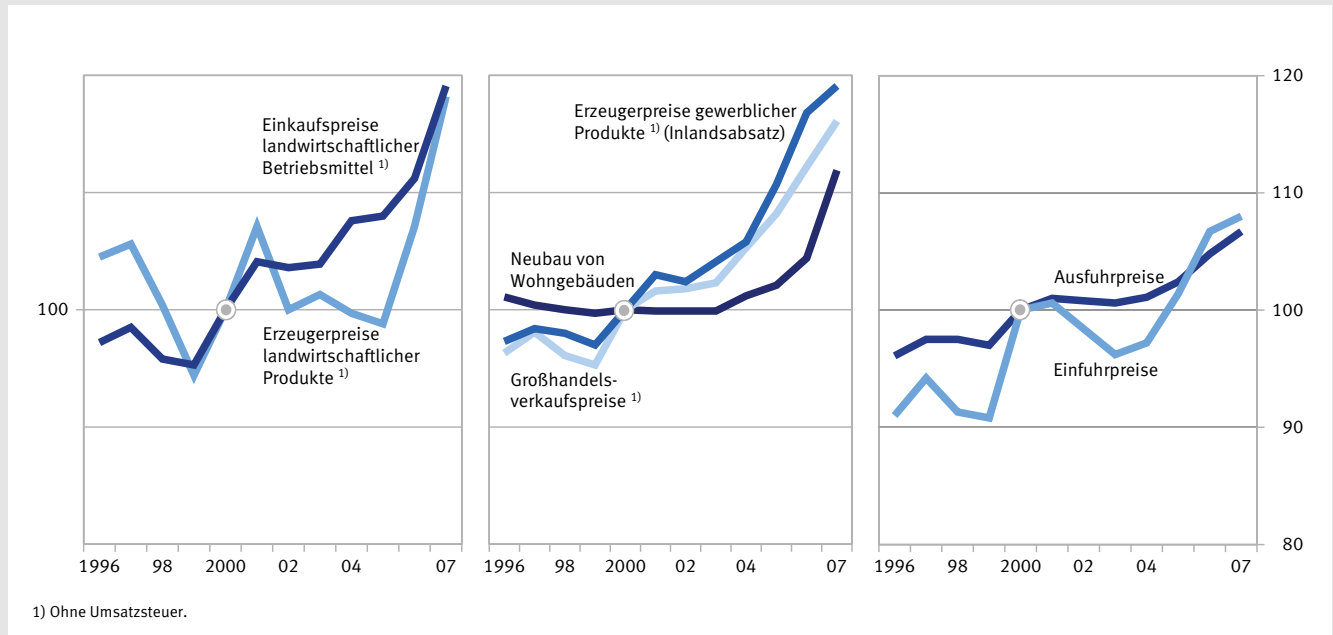 Einkaufspreise
landwirtschaftlicher
Betriebsmittel 1)
Erzeugerpreise
landwirtschaftlicher
Produkte 1)
100
1996 98 2000 02 04 07
Erzeugerpreise gewerblicher
Produkte 1) (Inlandsabsatz)
Neubau von
Wohngebäuden
Großhandels-
verkaufspreise 1)
1996 98 2000 02 04 07
Ausfuhrpreise
Einfuhrpreise
120
110
100
90
80
1996 98 2000 02 04 07
1) Ohne Umsatzsteuer.